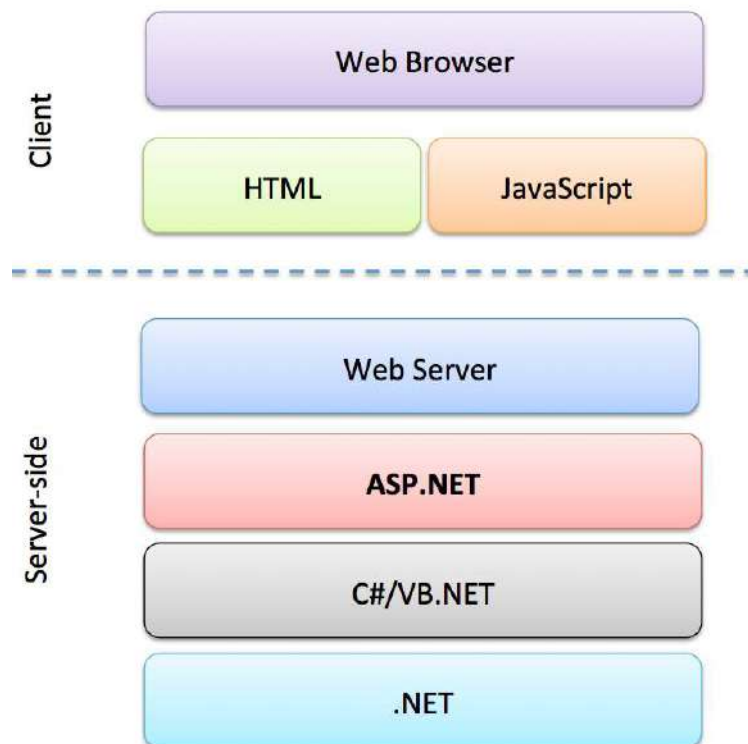 Client
Web Browser
HTML
JavaScript
Server-side
Web Server
ASP.NET
C#/VB.NET
.NET